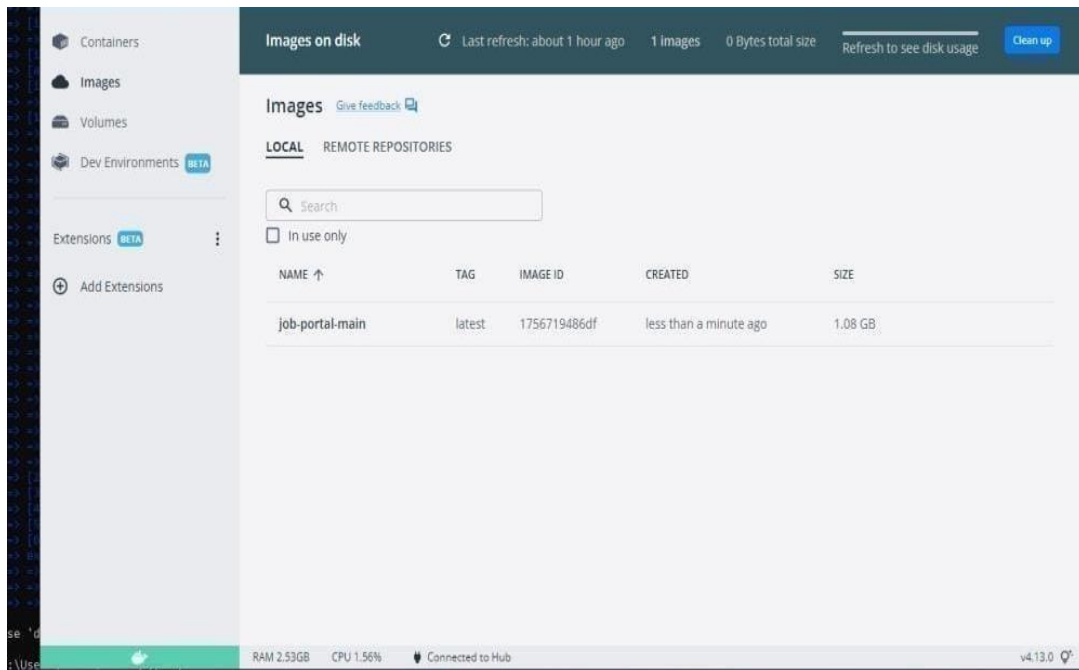 Containers
Images
Volumes
Dev Environments BETA
Extensions BETA
Add Extensions
Images on disk Last refresh: about 1 hour ago 1 images 0 Bytes total size Refresh to see disk usage Clean up
Images Give feedback
LOCAL REMOTE REPOSITORIES
Search
In use only
NAME TAG IMAGE ID CREATED SIZE
job-portal-main latest 1756719486df less than a minute ago 1.08 GB
se 'd
:\Use
RAM 2.53GB CPU 1.56% Connected to Hub v4.13.0